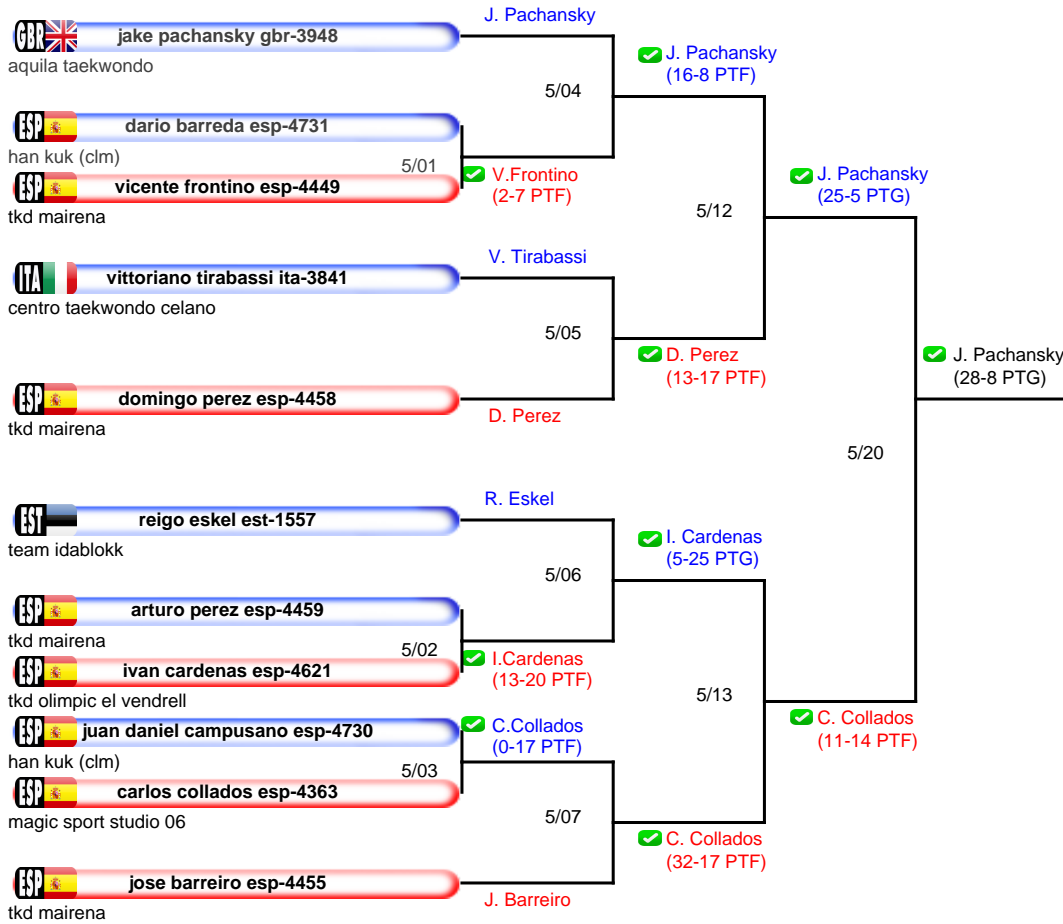 J. Pachansky
GBR jake pachansky gbr-3948
aquila taekwondo
J. Pachansky
(16-8 PTF)
5/04
ESP dario barreda esp-4731
han kuk (clm)
5/01
ESP vicente frontino esp-4449
tkd mairena
V.Frontino
(2-7 PTF)
J. Pachansky
(25-5 PTG)
5/12
V. Tirabassi
ITA vittoriano tirabassi ita-3841
centro taekwondo celano
5/05
D. Perez
(13-17 PTF)
J. Pachansky
(28-8 PTG)
ESP domingo perez esp-4458
tkd mairena
D. Perez
5/20
R. Eskel
EST reigo eskel est-1557
team idablokk
I. Cardenas
(5-25 PTG)
5/06
ESP arturo perez esp-4459
tkd mairena
5/02
ESP ivan cardenas esp-4621
tkd olimpic el vendrell
I.Cardenas
(13-20 PTF)
5/13
ESP juan daniel campusano esp-4730
han kuk (clm)
C.Collados
(0-17 PTF)
C. Collados
(11-14 PTF)
5/03
ESP carlos collados esp-4363
magic sport studio 06
5/07
C. Collados
(32-17 PTF)
ESP jose barreiro esp-4455
tkd mairena
J. Barreiro